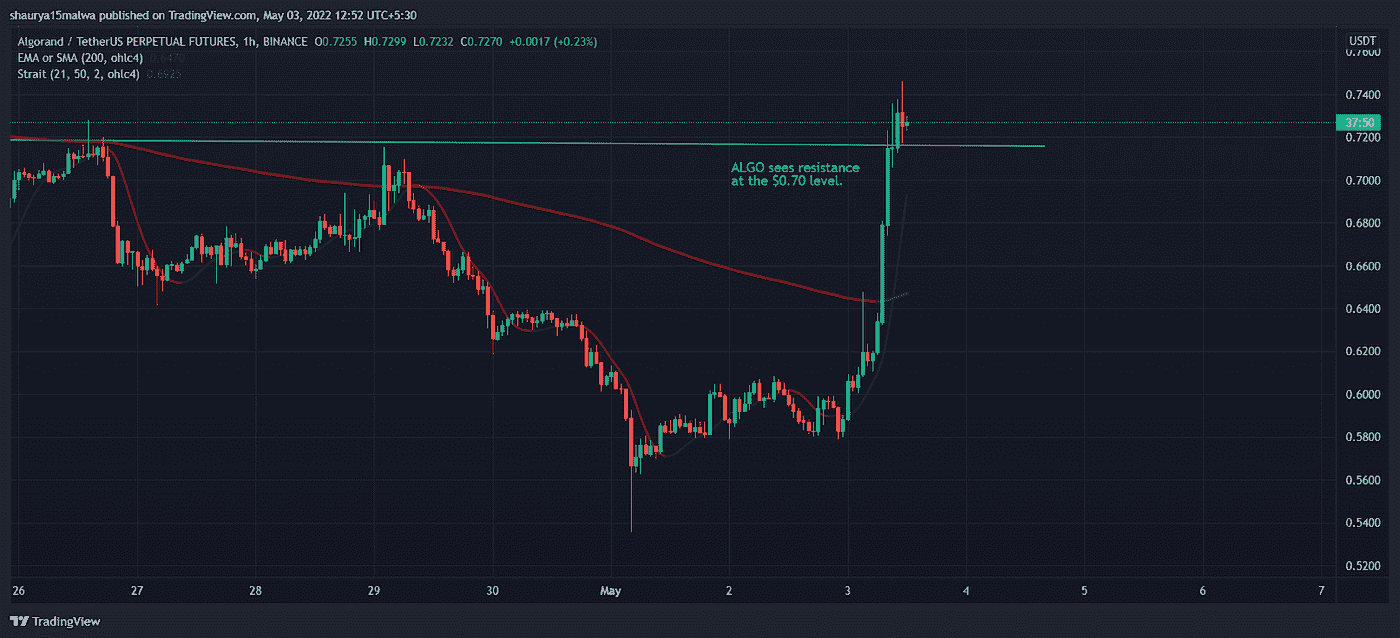 shaurya15malwa published on TradingView.com, May 03, 2022 12:52 UTC+5:30
Algorand / TetherUS PERPETUAL FUTURES, 1h, BINANCE O0.7255 H0.7299 L0.7232 C0.7270 +0.0017 (+0.23%)
EMA or SMA (200, ohlc4) 0.6470
Strait (21, 50, 2, ohlc4) 0.6925
USDT
0.7600
0.7400
37:50
0.7200
ALGO sees resistance
at the $0.70 level.
0.7000
0.6800
0.6600
0.6400
0.6200
0.6000
0.5800
0.5600
0.5400
0.5200
26 27 28 29 30 May 2 3 4 5 6 7
TradingView